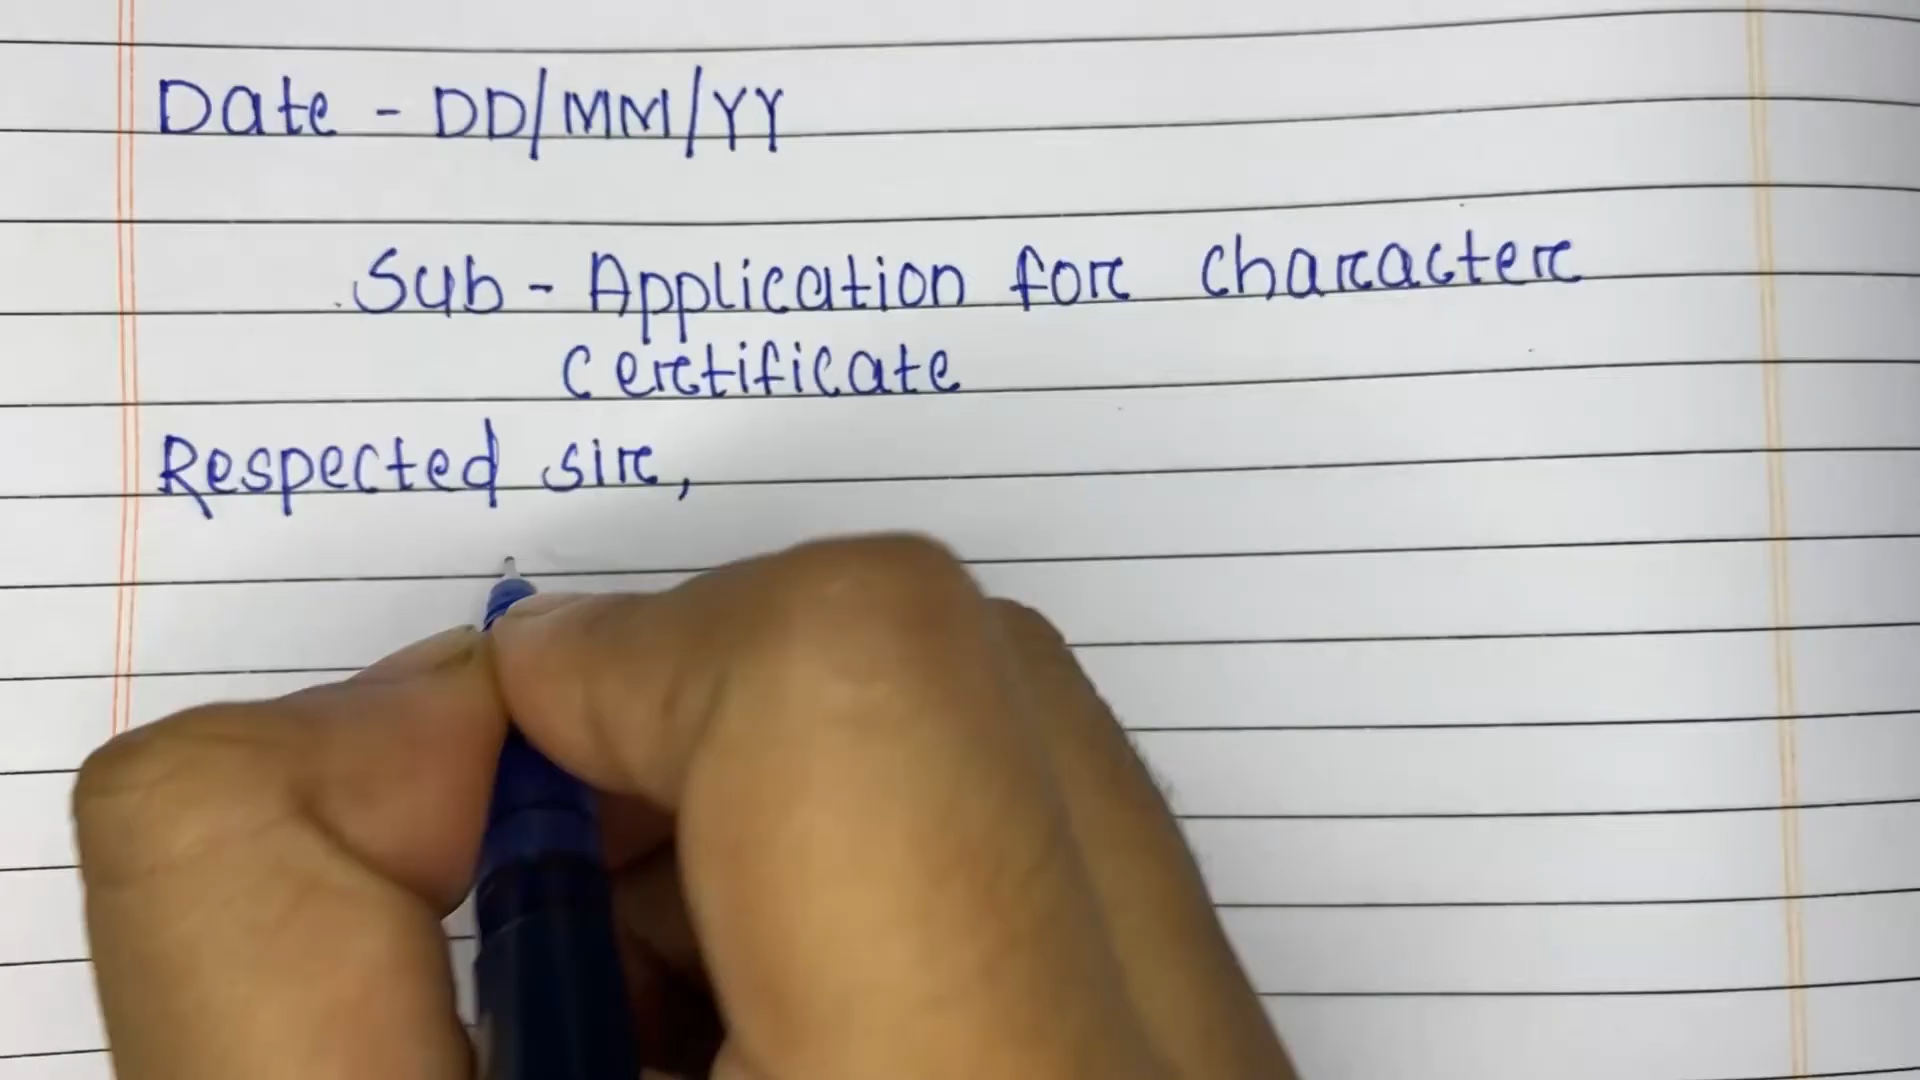 Date - DD/MM/YY
Sub - Application for character
certificate
Respected sir,